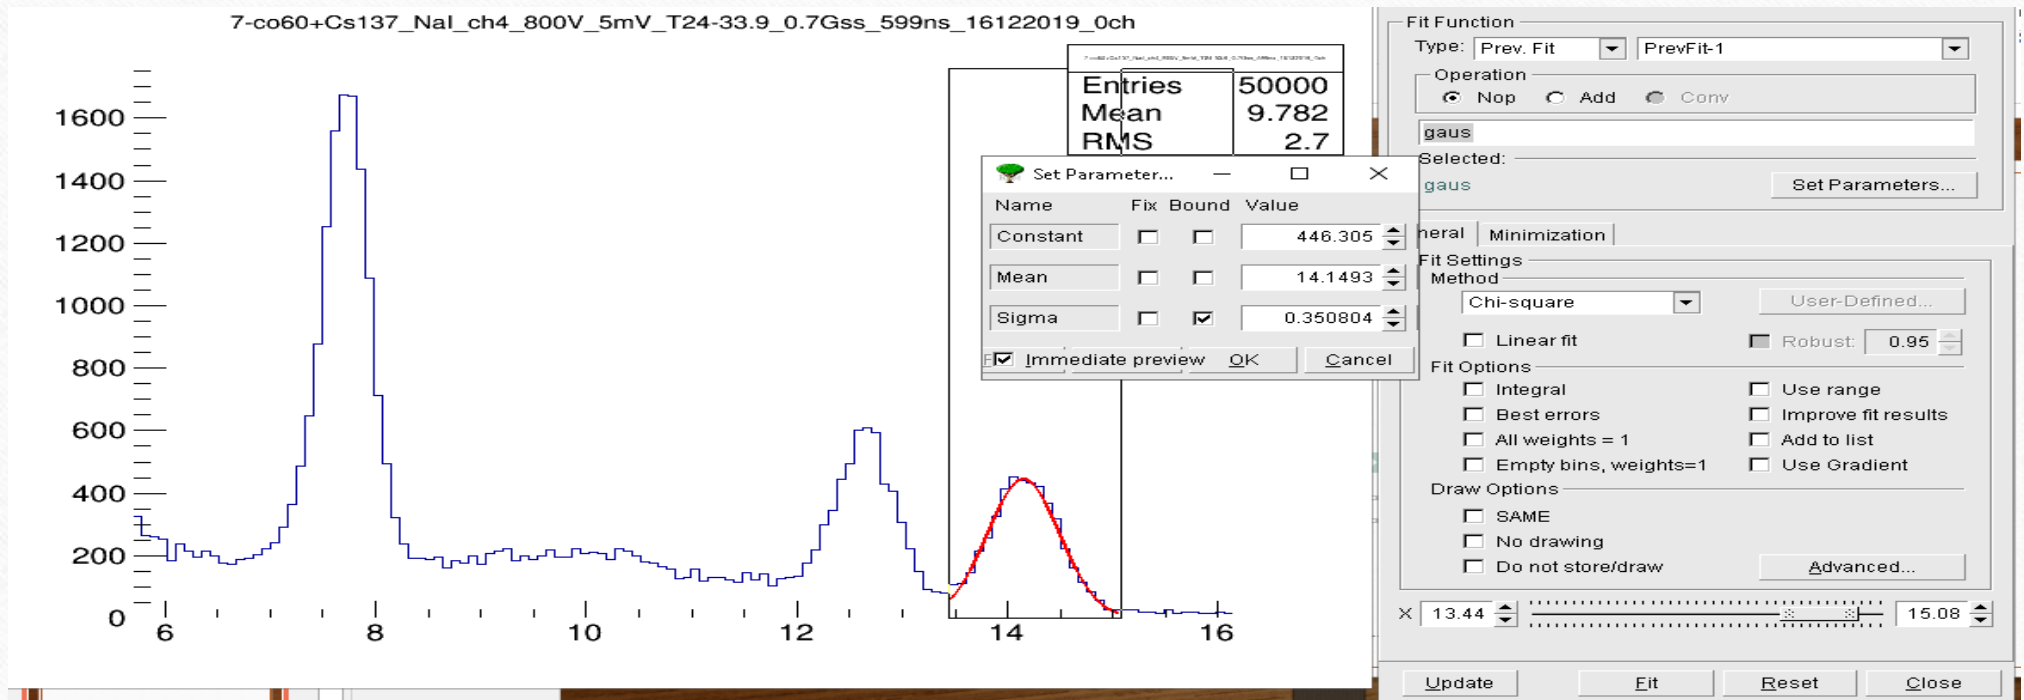 7-co60+Cs137_NaI_ch4_800V_5mV_T24-33.9_0.7Gss_599ns_16122019_0ch
Entries 50000
Mean 9.782
RMS 2.7
1600
1400
1200
1000
800
600
400
200
0
6 8 10 12 14 16
Set Parameter...
Name Fix Bound Value
Constant 446.305
Mean 14.1493
Sigma 0.350804
Immediate preview OK Cancel
Fit Function
Type: Prev. Fit PrevFit-1
Operation
Nop Add Conv
gaus
Selected:
gaus Set Parameters...
neral Minimization
Fit Settings
Method
Chi-square User-Defined...
Linear fit Robust: 0.95
Fit Options
Integral Use range
Best errors Improve fit results
All weights = 1 Add to list
Empty bins, weights=1 Use Gradient
Draw Options
SAME
No drawing
Do not store/draw Advanced...
X 13.44 15.08
Update Fit Reset Close